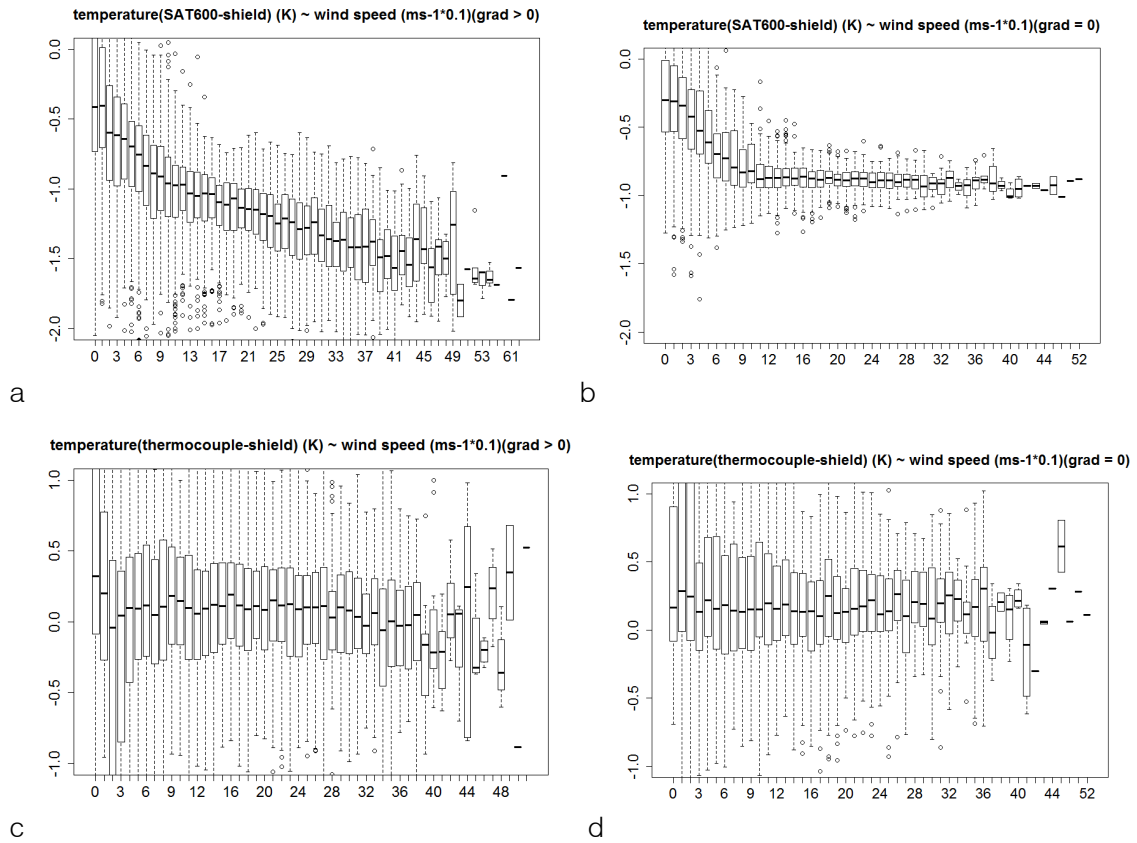 temperature(SAT600-shield) (K) ~ wind speed (ms-1*0.1)(grad > 0)
0.0
-0.5
-1.0
-1.5
-2.0
0 3 6 9 13 17 21 25 29 33 37 41 45 49 53 61
a
temperature(SAT600-shield) (K) ~ wind speed (ms-1*0.1)(grad = 0)
0.0
-0.5
-1.0
-1.5
-2.0
0 3 6 9 12 16 20 24 28 32 36 40 44 52
b
temperature(thermocouple-shield) (K) ~ wind speed (ms-1*0.1)(grad > 0)
1.0
0.5
0.0
-0.5
-1.0
0 3 6 9 12 16 20 24 28 32 36 40 44 48
c
temperature(thermocouple-shield) (K) ~ wind speed (ms-1*0.1)(grad = 0)
1.0
0.5
0.0
-0.5
-1.0
0 3 6 9 12 16 20 24 28 32 36 40 44 52
d